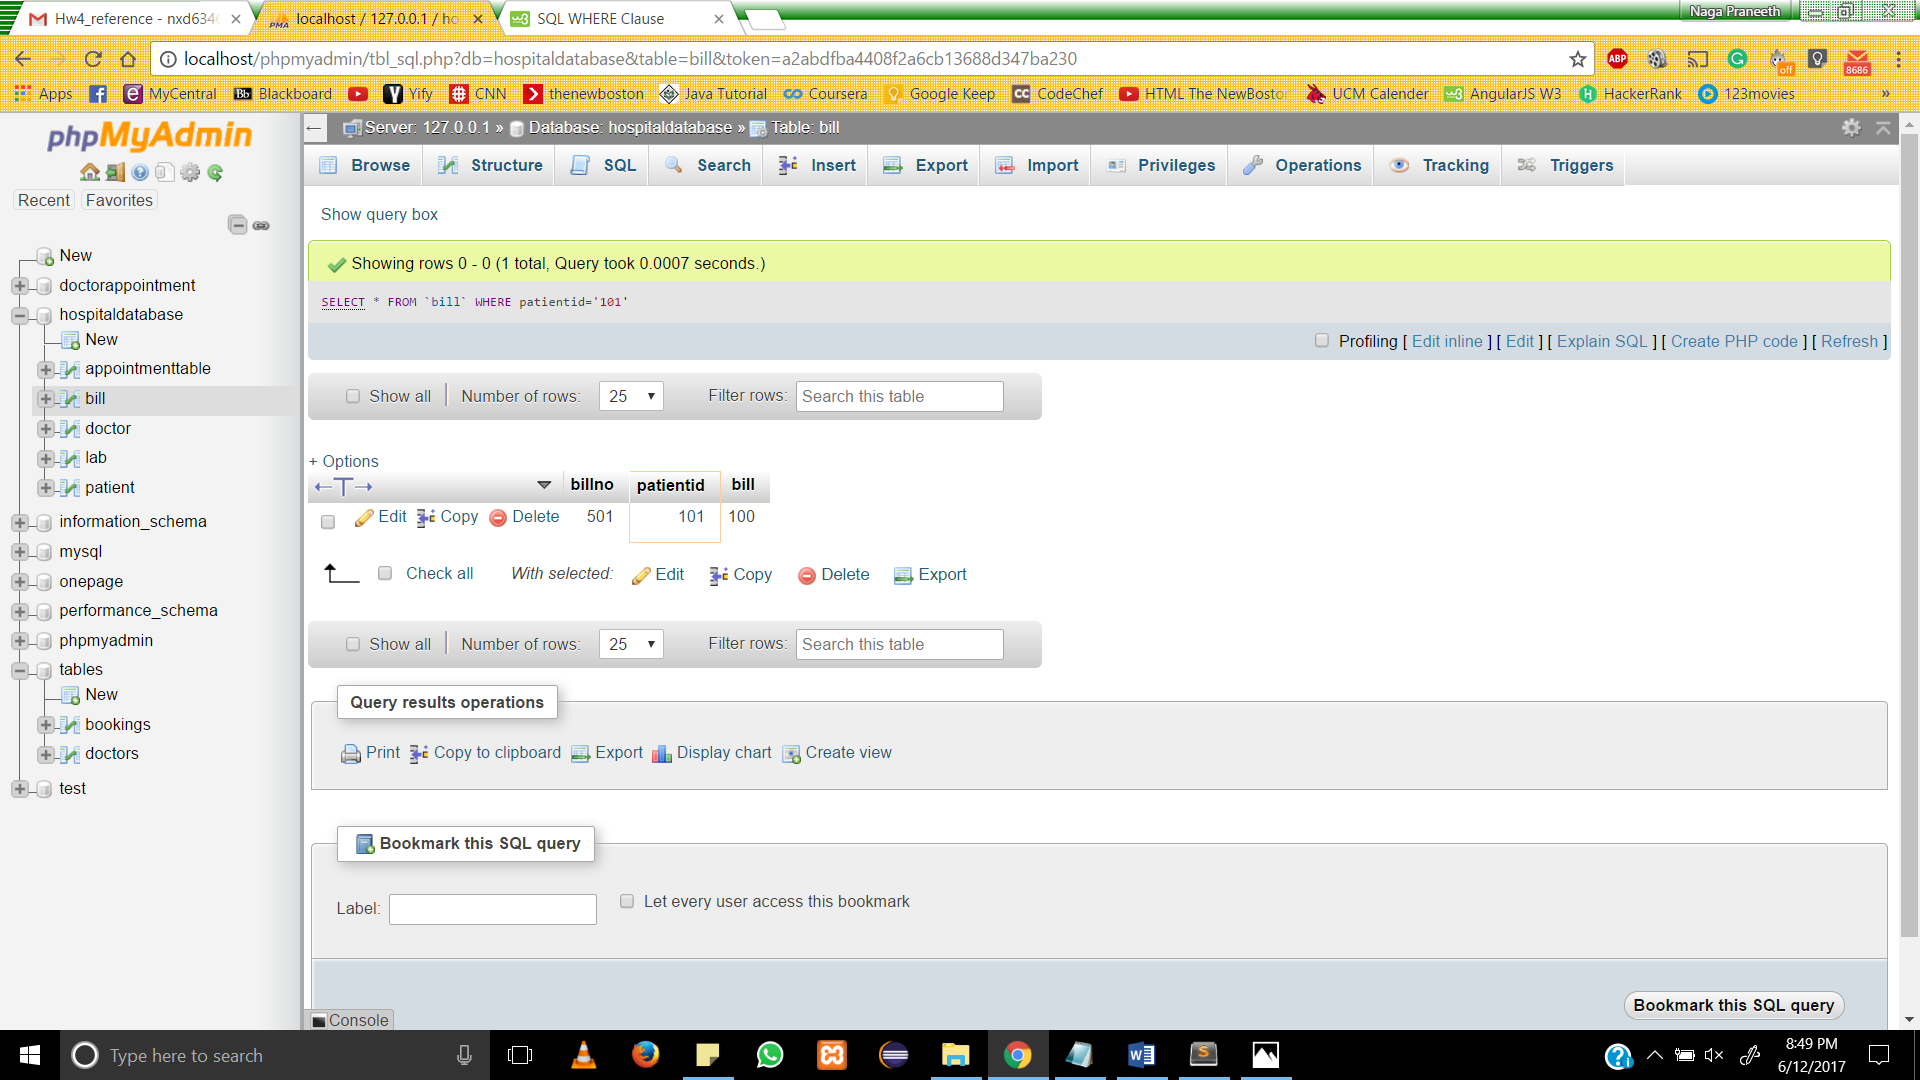 Hw4_reference - nxd634
localhost / 127.0.0.1 / ho
SQL WHERE Clause
Naga Praneeth
localhost/phpmyadmin/tbl_sql.php?db=hospitaldatabase&table=bill&token=a2abdfba4408f2a6cb13688d347ba230
ABP
off
8686
Apps
MyCentral
Bb Blackboard
Yify
CNN
thenewboston
Java Tutorial
Coursera
Google Keep
CC CodeChef
HTML The NewBosto
UCM Calender
w3 AngularJS W3
HackerRank
123movies
»
phpMyAdmin
Recent
Favorites
New
doctorappointment
hospitaldatabase
New
appointmenttable
bill
doctor
lab
patient
information_schema
mysql
onepage
performance_schema
phpmyadmin
tables
New
bookings
doctors
test
Server: 127.0.0.1 » Database: hospitaldatabase » Table: bill
Browse
Structure
SQL
Search
Insert
Export
Import
Privileges
Operations
Tracking
Triggers
Show query box
Showing rows 0 - 0 (1 total, Query took 0.0007 seconds.)
SELECT * FROM `bill` WHERE patientid='101'
Profiling [ Edit inline ] [ Edit ] [ Explain SQL ] [ Create PHP code ] [ Refresh ]
Show all
Number of rows: 25
Filter rows: Search this table
+ Options
←T→ billno patientid bill
Edit Copy Delete 501 101 100
Check all With selected: Edit Copy Delete Export
Show all
Number of rows: 25
Filter rows: Search this table
Query results operations
Print Copy to clipboard Export Display chart Create view
Bookmark this SQL query
Label:
Let every user access this bookmark
Bookmark this SQL query
Console
Type here to search
8:49 PM
6/12/2017